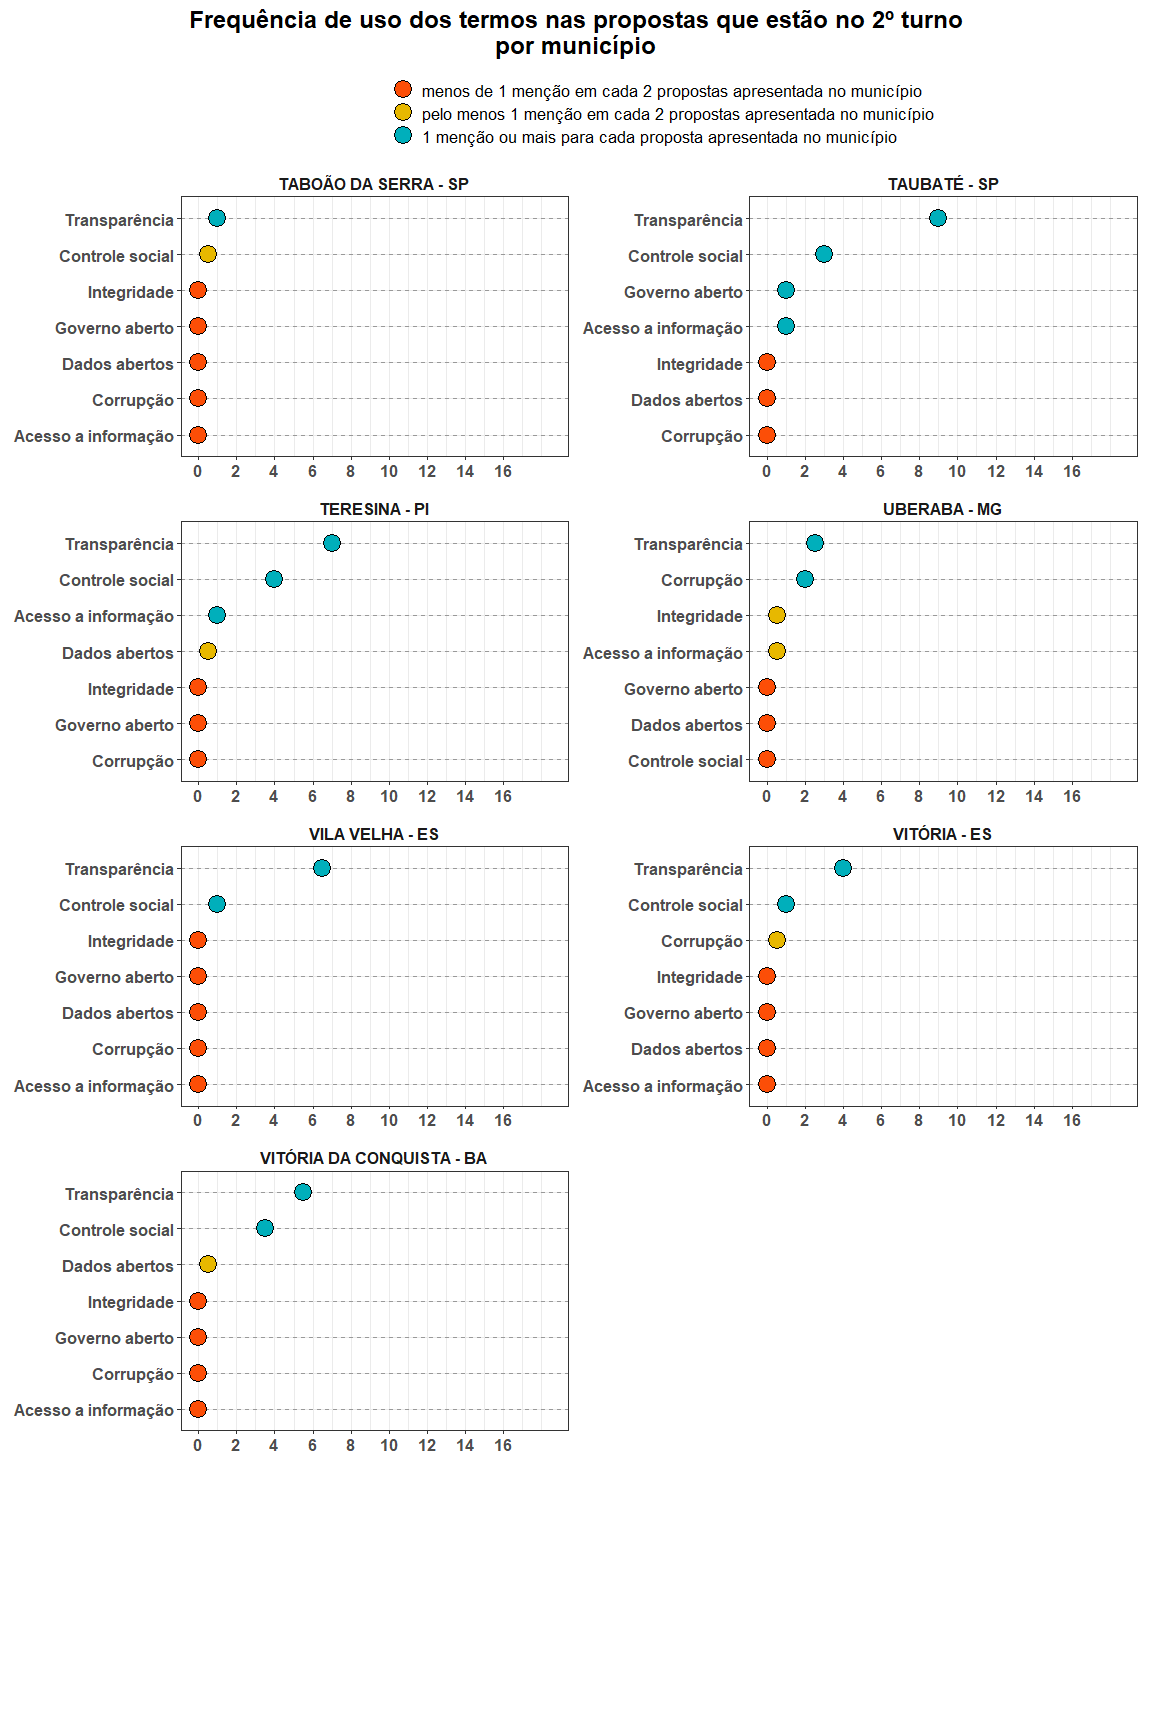 Frequência de uso dos termos nas propostas que estão no 2º turno
por município
menos de 1 menção em cada 2 propostas apresentada no município
pelo menos 1 menção em cada 2 propostas apresentada no município
1 menção ou mais para cada proposta apresentada no município
TABOÃO DA SERRA - SP
Transparência
Controle social
Integridade
Governo aberto
Dados abertos
Corrupção
Acesso a informação
0 2 4 6 8 10 12 14 16
TAUBATÉ - SP
Transparência
Controle social
Governo aberto
Acesso a informação
Integridade
Dados abertos
Corrupção
0 2 4 6 8 10 12 14 16
TERESINA - PI
Transparência
Controle social
Acesso a informação
Dados abertos
Integridade
Governo aberto
Corrupção
0 2 4 6 8 10 12 14 16
UBERABA - MG
Transparência
Corrupção
Integridade
Acesso a informação
Governo aberto
Dados abertos
Controle social
0 2 4 6 8 10 12 14 16
VILA VELHA - ES
Transparência
Controle social
Integridade
Governo aberto
Dados abertos
Corrupção
Acesso a informação
0 2 4 6 8 10 12 14 16
VITÓRIA - ES
Transparência
Controle social
Corrupção
Integridade
Governo aberto
Dados abertos
Acesso a informação
0 2 4 6 8 10 12 14 16
VITÓRIA DA CONQUISTA - BA
Transparência
Controle social
Dados abertos
Integridade
Governo aberto
Corrupção
Acesso a informação
0 2 4 6 8 10 12 14 16